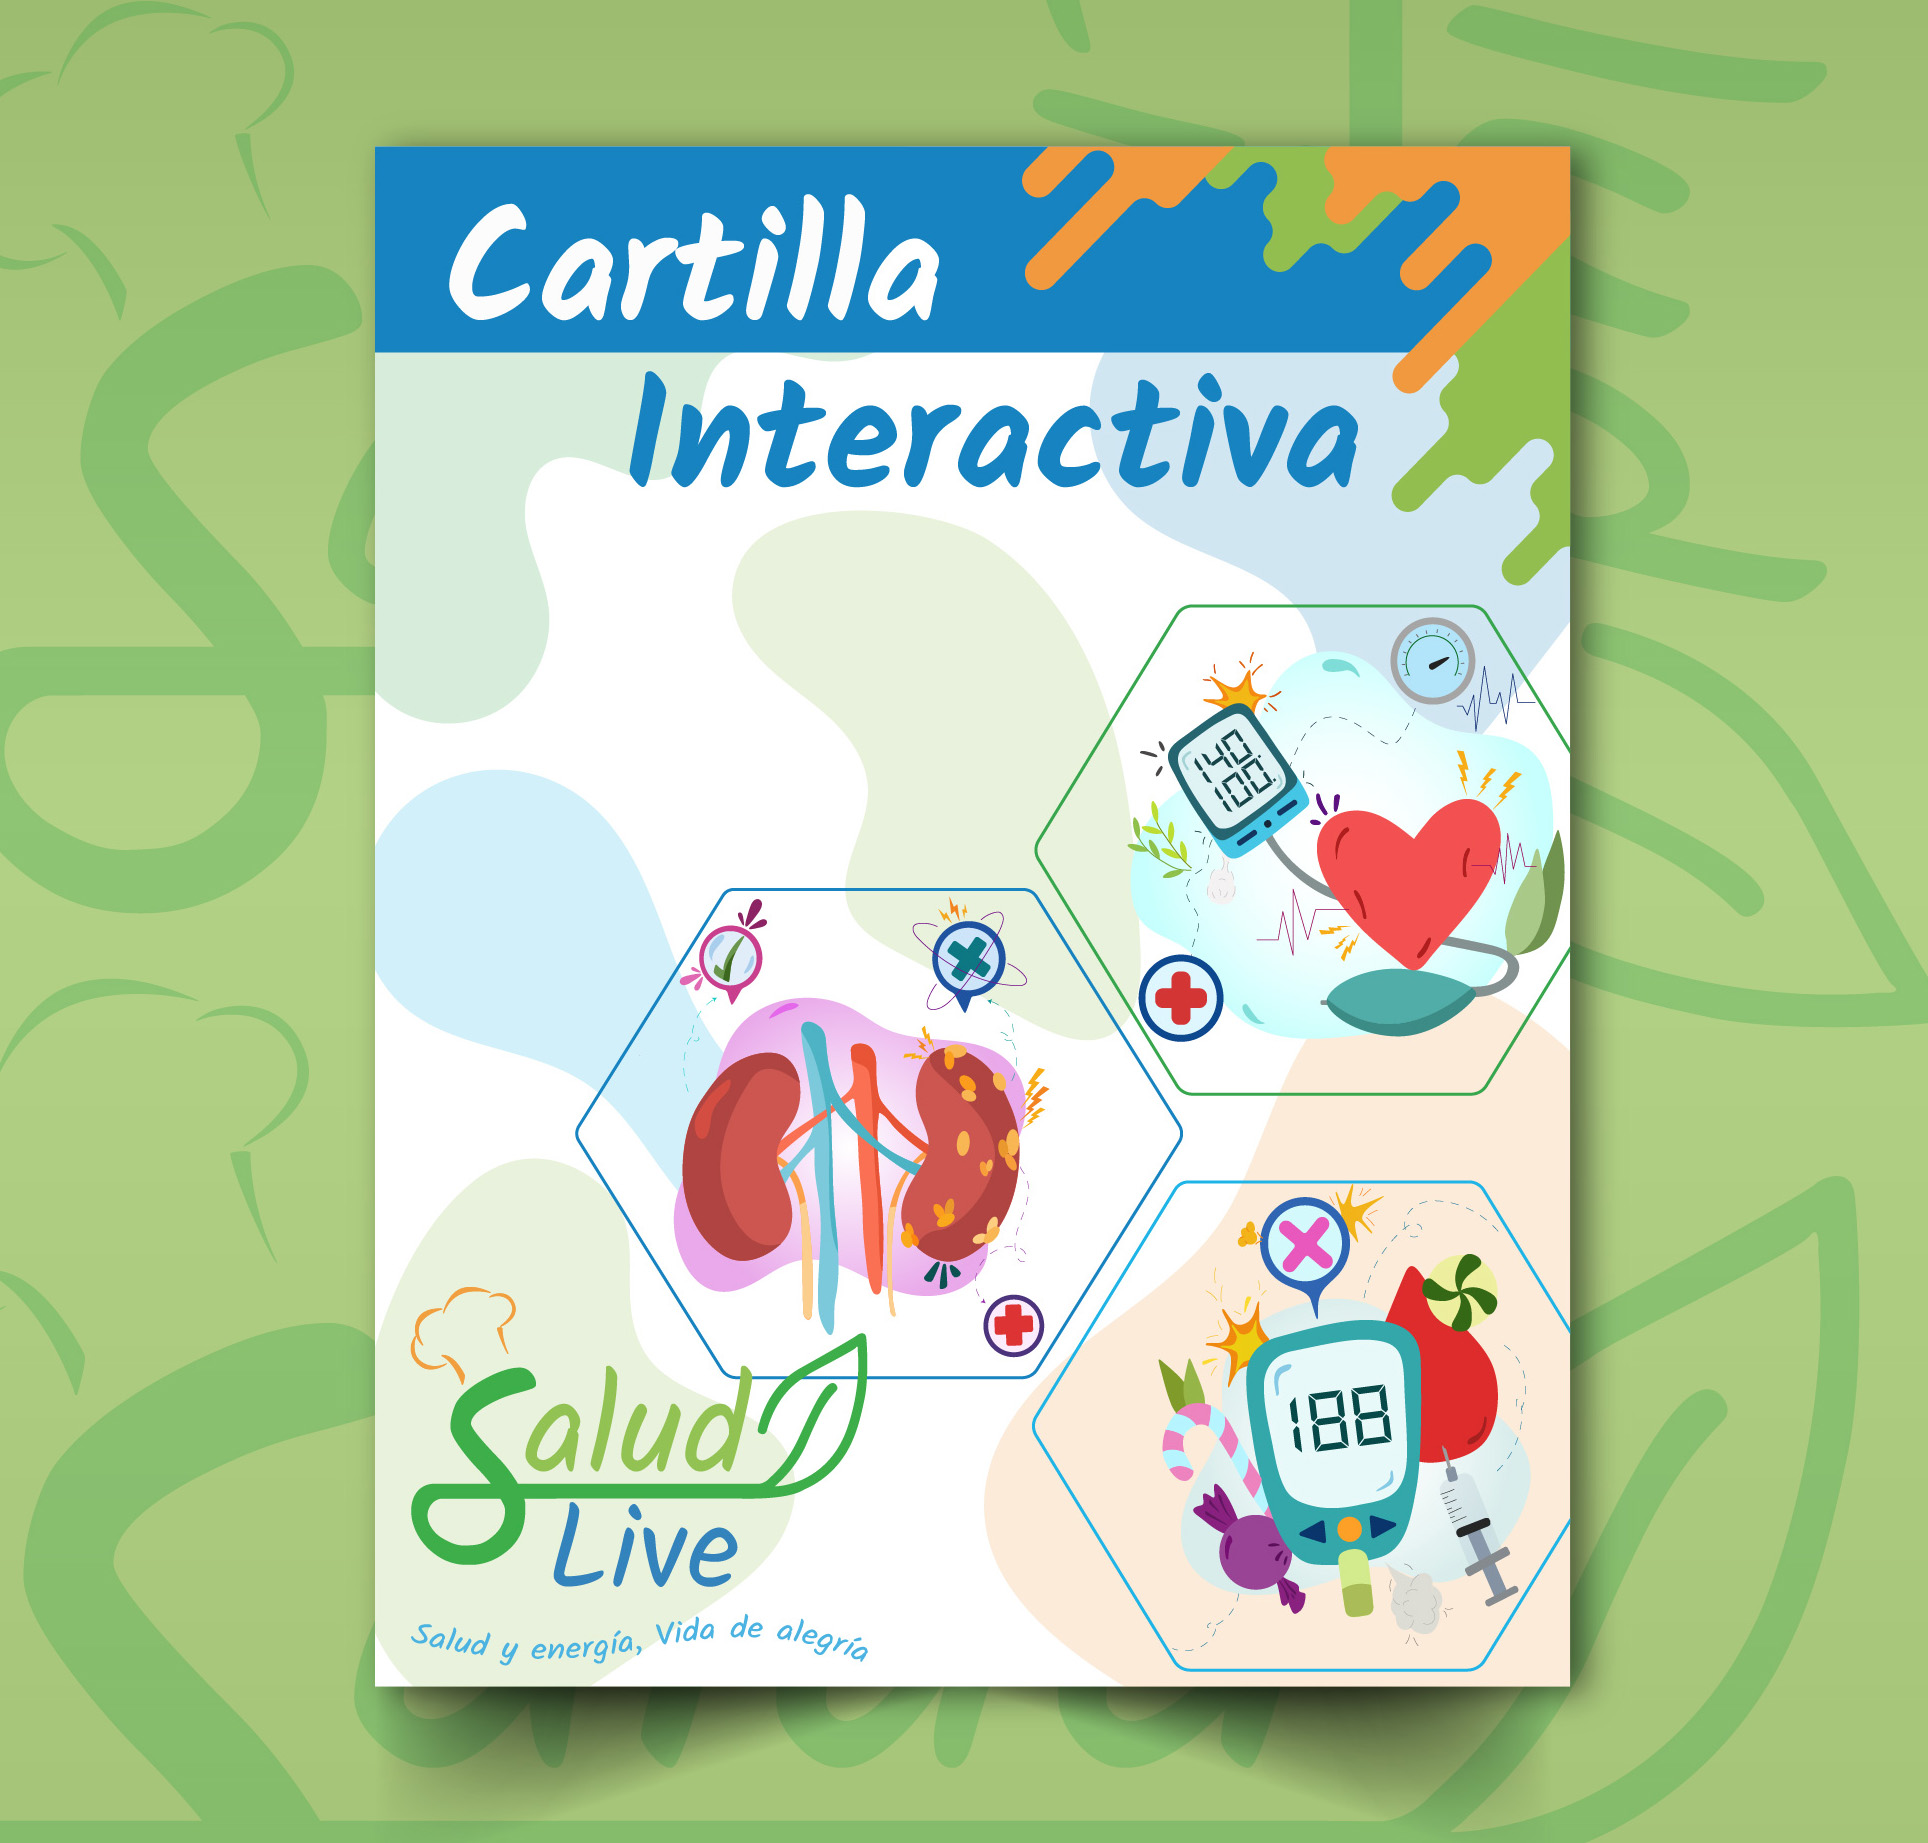 Cartilla
Interactiva
140
100
188
Salud
Live
Salud y energía, Vida de alegría